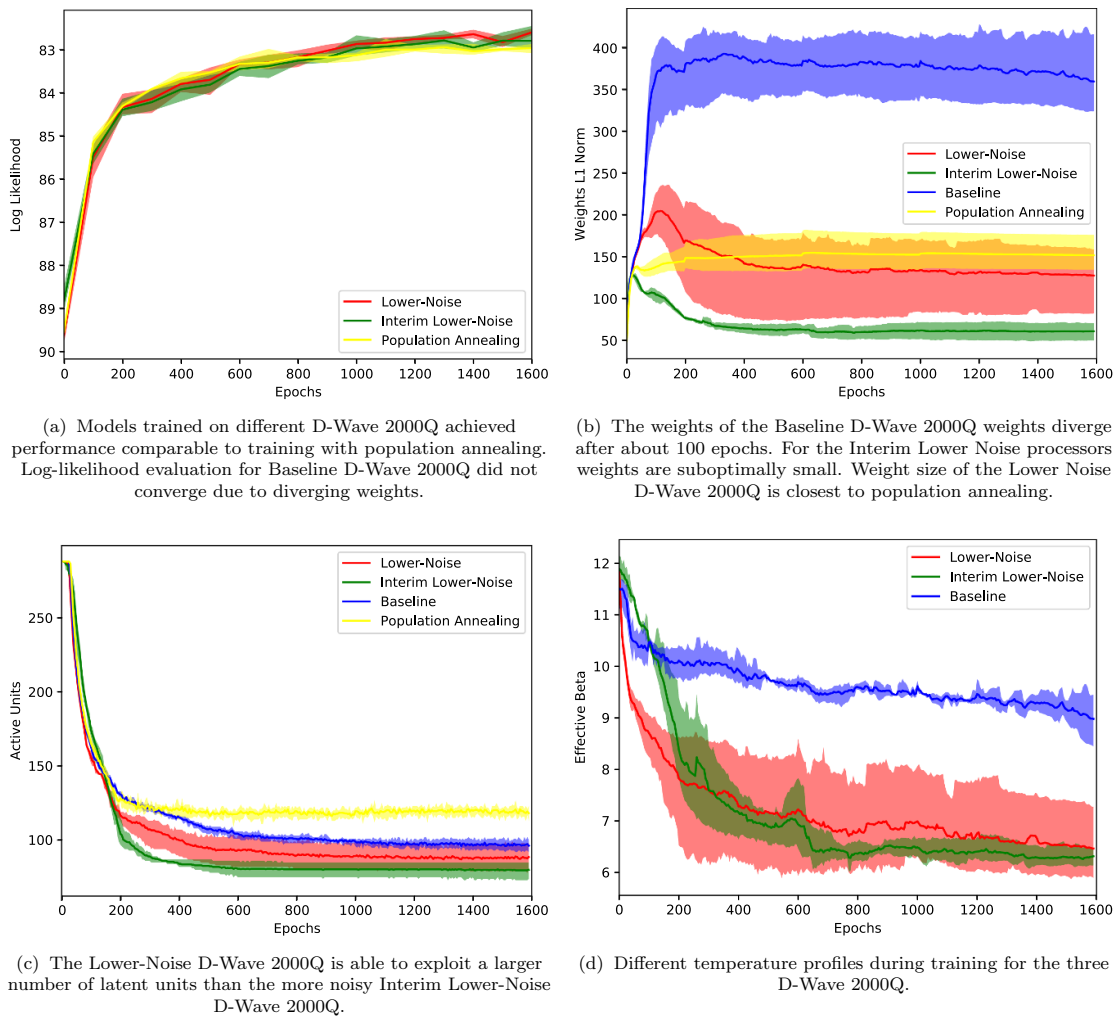 83
84
85
86
87
88
89
90
Log Likelihood
Lower-Noise
Interim Lower-Noise
Population Annealing
0 200 400 600 800 1000 1200 1400 1600
Epochs
(a) Models trained on different D-Wave 2000Q achieved
performance comparable to training with population annealing.
Log-likelihood evaluation for Baseline D-Wave 2000Q did not
converge due to diverging weights.
400
350
300
250
200
150
100
50
Weights L1 Norm
Lower-Noise
Interim Lower-Noise
Baseline
Population Annealing
0 200 400 600 800 1000 1200 1400 1600
Epochs
(b) The weights of the Baseline D-Wave 2000Q weights diverge
after about 100 epochs. For the Interim Lower Noise processors
weights are suboptimally small. Weight size of the Lower Noise
D-Wave 2000Q is closest to population annealing.
250
200
150
100
Active Units
Lower-Noise
Interim Lower-Noise
Baseline
Population Annealing
0 200 400 600 800 1000 1200 1400 1600
Epochs
(c) The Lower-Noise D-Wave 2000Q is able to exploit a larger
number of latent units than the more noisy Interim Lower-Noise
D-Wave 2000Q.
12
11
10
9
8
7
6
Effective Beta
Lower-Noise
Interim Lower-Noise
Baseline
0 200 400 600 800 1000 1200 1400 1600
Epochs
(d) Different temperature profiles during training for the three
D-Wave 2000Q.